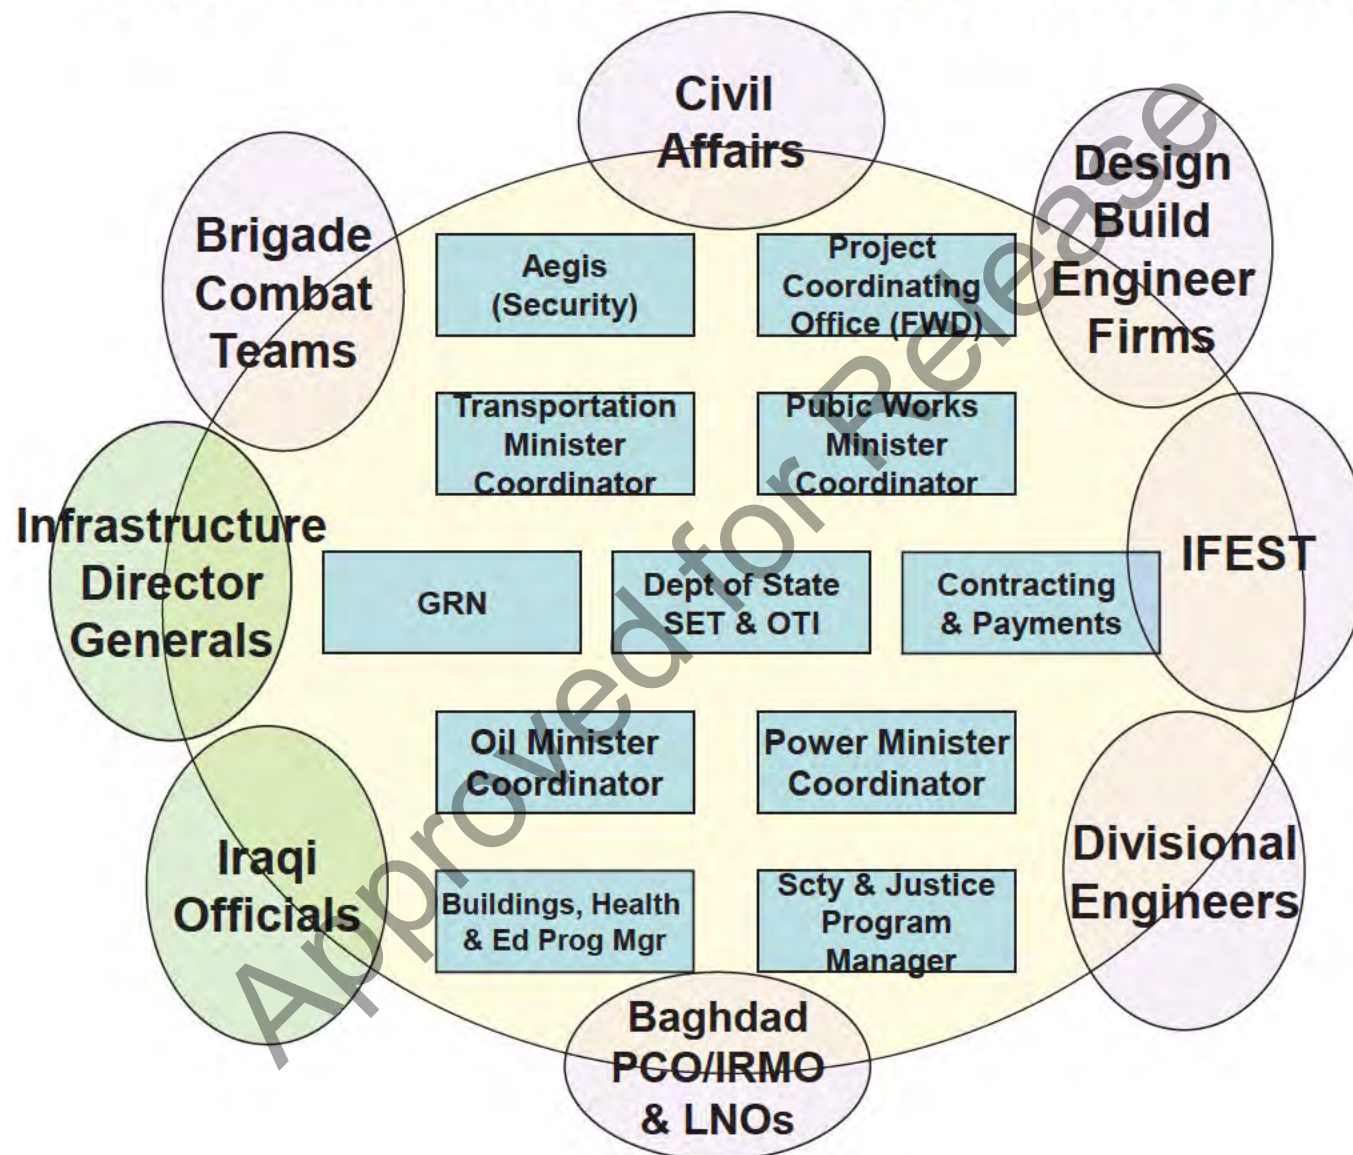 Civil
Affairs
Design
Build
Engineer
Firms
Brigade
Combat
Teams
Aegis
(Security)
Project
Coordinating
Office (FWD)
Transportation
Minister
Coordinator
Pubic Works
Minister
Coordinator
Infrastructure
Director
Generals
GRN
Dept of State
SET & OTI
Contracting
& Payments
IFEST
Oil Minister
Coordinator
Power Minister
Coordinator
Iraqi
Officials
Buildings, Health
& Ed Prog Mgr
Scty & Justice
Program
Manager
Divisional
Engineers
Baghdad
PCO/IRMO
& LNOs
Approved for Release